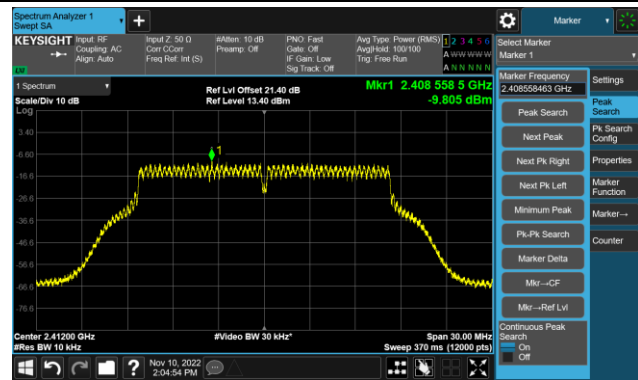 Spectrum Analyzer 1
Swept SA
Marker
KEYSIGHT
Input: RF
Coupling: AC
Align: Auto
Input Z: 50 Ω
Corr CCorr
Freq Ref: Int (S)
#Atten: 10 dB
Preamp: Off
PNO: Fast
Gate: Off
IF Gain: Low
Sig Track: Off
Avg Type: Power (RMS)
Avg|Hold: 100/100
Trig: Free Run
1 2 3 4 5 6
A W W W W W
A N N N N N
LW
Select Marker
Marker 1
1 Spectrum
Scale/Div 10 dB
Log
Ref Lvl Offset 21.40 dB
Ref Level 13.40 dBm
Mkr1 2.408 558 5 GHz
-9.805 dBm
3.40
-6.60
-16.6
-26.6
-36.6
-46.6
-56.6
-66.6
-76.6
1
Center 2.41200 GHz
#Res BW 10 kHz
#Video BW 30 kHz*
Span 30.00 MHz
Sweep 370 ms (12000 pts)
Marker Frequency
2.408558463 GHz
Peak Search
Next Peak
Next Pk Right
Next Pk Left
Minimum Peak
Pk-Pk Search
Marker Delta
Mkr→CF
Mkr→Ref Lvl
Continuous Peak
Search
On
Off
Settings
Peak
Search
Pk Search
Config
Properties
Marker
Function
Marker→
Counter
?
Nov 10, 2022
2:04:54 PM